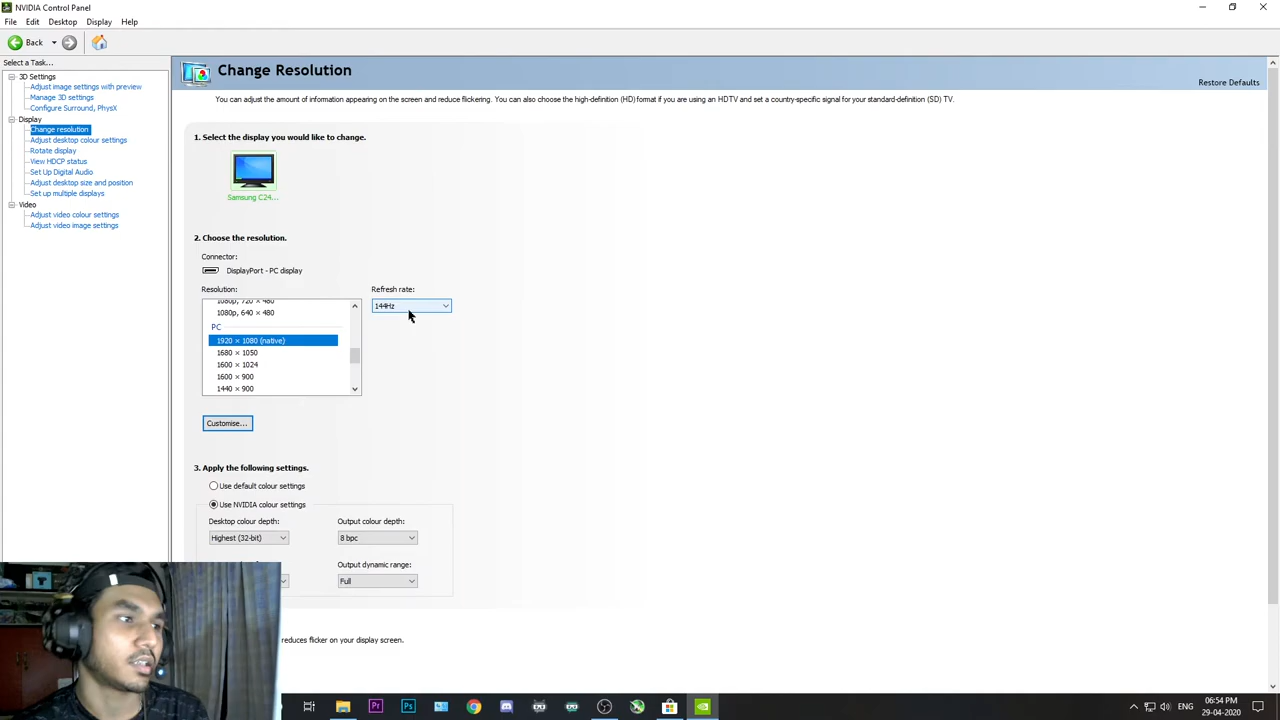 NVIDIA Control Panel
File Edit Desktop Display Help
Back
Select a Task...
3D Settings
Adjust image settings with preview
Manage 3D settings
Configure Surround, PhysX
Display
Change resolution
Adjust desktop colour settings
Rotate display
View HDCP status
Set Up Digital Audio
Adjust desktop size and position
Set up multiple displays
Video
Adjust video colour settings
Adjust video image settings
Change Resolution
Restore Defaults
You can adjust the amount of information appearing on the screen and reduce flickering. You can also choose the high-definition (HD) format if you are using an HDTV and set a country-specific signal for your standard-definition (SD) TV.
1. Select the display you would like to change.
Samsung C24...
2. Choose the resolution.
Connector:
DisplayPort - PC display
Resolution:
Refresh rate:
1080p, 720 × 480
144Hz
1080p, 640 × 480
PC
1920 × 1080 (native)
1680 × 1050
1600 × 1024
1600 × 900
1440 × 900
Customise...
3. Apply the following settings.
Use default colour settings
Use NVIDIA colour settings
Desktop colour depth:
Output colour depth:
Highest (32-bit)
8 bpc
Output dynamic range:
Full
reduces flicker on your display screen.
Pr
Ps
ENG
06:54 PM
29-04-2020